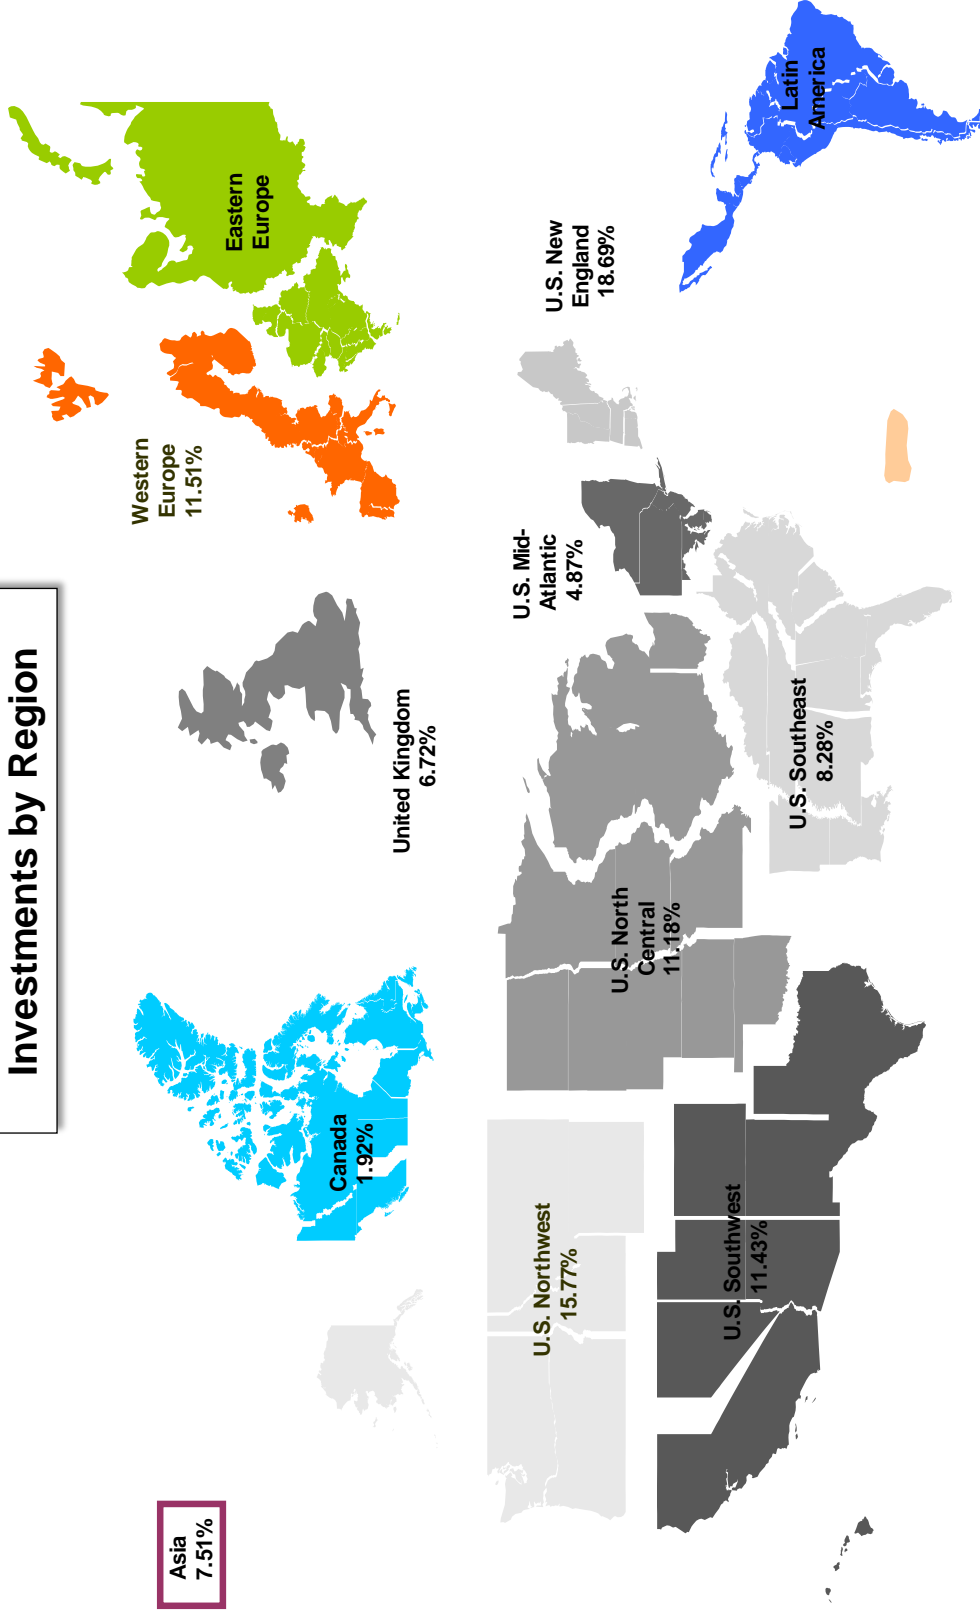 Investments by Region
Asia
7.51%
Canada
1.92%
United Kingdom
6.72%
Western
Europe
11.51%
Eastern
Europe
U.S. Northwest
15.77%
U.S. North
Central
11.18%
U.S. Mid-
Atlantic
4.87%
U.S. New
England
18.69%
U.S. Southwest
11.43%
U.S. Southeast
8.28%
Latin
America